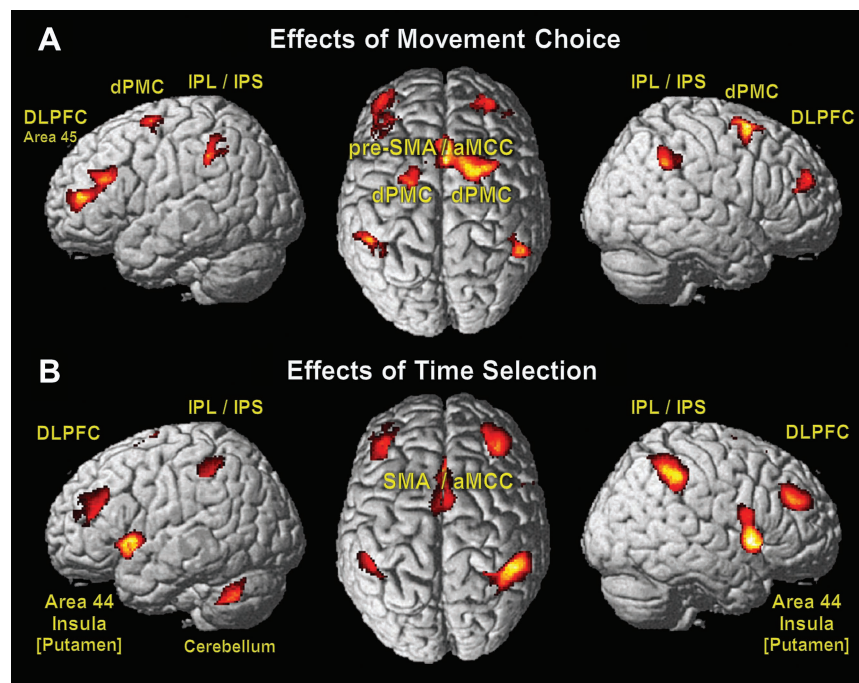 A
Effects of Movement Choice
dPMC
IPL / IPS
DLPFC
Area 45
pre-SMA / aMCC
dPMC
dPMC
IPL / IPS
dPMC
DLPFC
B
Effects of Time Selection
IPL / IPS
DLPFC
SMA / aMCC
IPL / IPS
DLPFC
Area 44
Insula
[Putamen]
Cerebellum
Area 44
Insula
[Putamen]